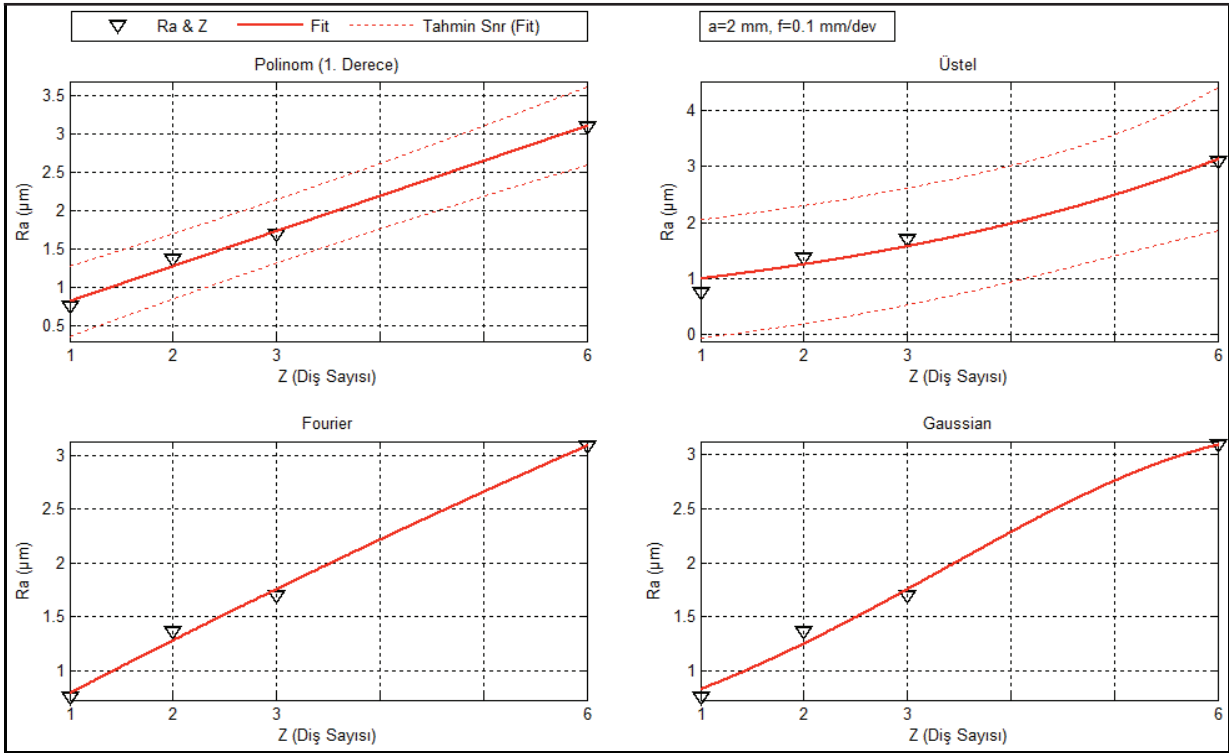 Ra & Z Fit Tahmin Snr (Fit)
a=2 mm, f=0.1 mm/dev
Polinom (1. Derece)
3.5
3
2.5
2
1.5
1
0.5
Ra (µm)
1 2 3 6
Z (Diş Sayısı)
Üstel
4
3
2
1
0
Ra (µm)
1 2 3 6
Z (Diş Sayısı)
Fourier
3
2.5
2
1.5
1
Ra (µm)
1 2 3 6
Z (Diş Sayısı)
Gaussian
3
2.5
2
1.5
1
Ra (µm)
1 2 3 6
Z (Diş Sayısı)